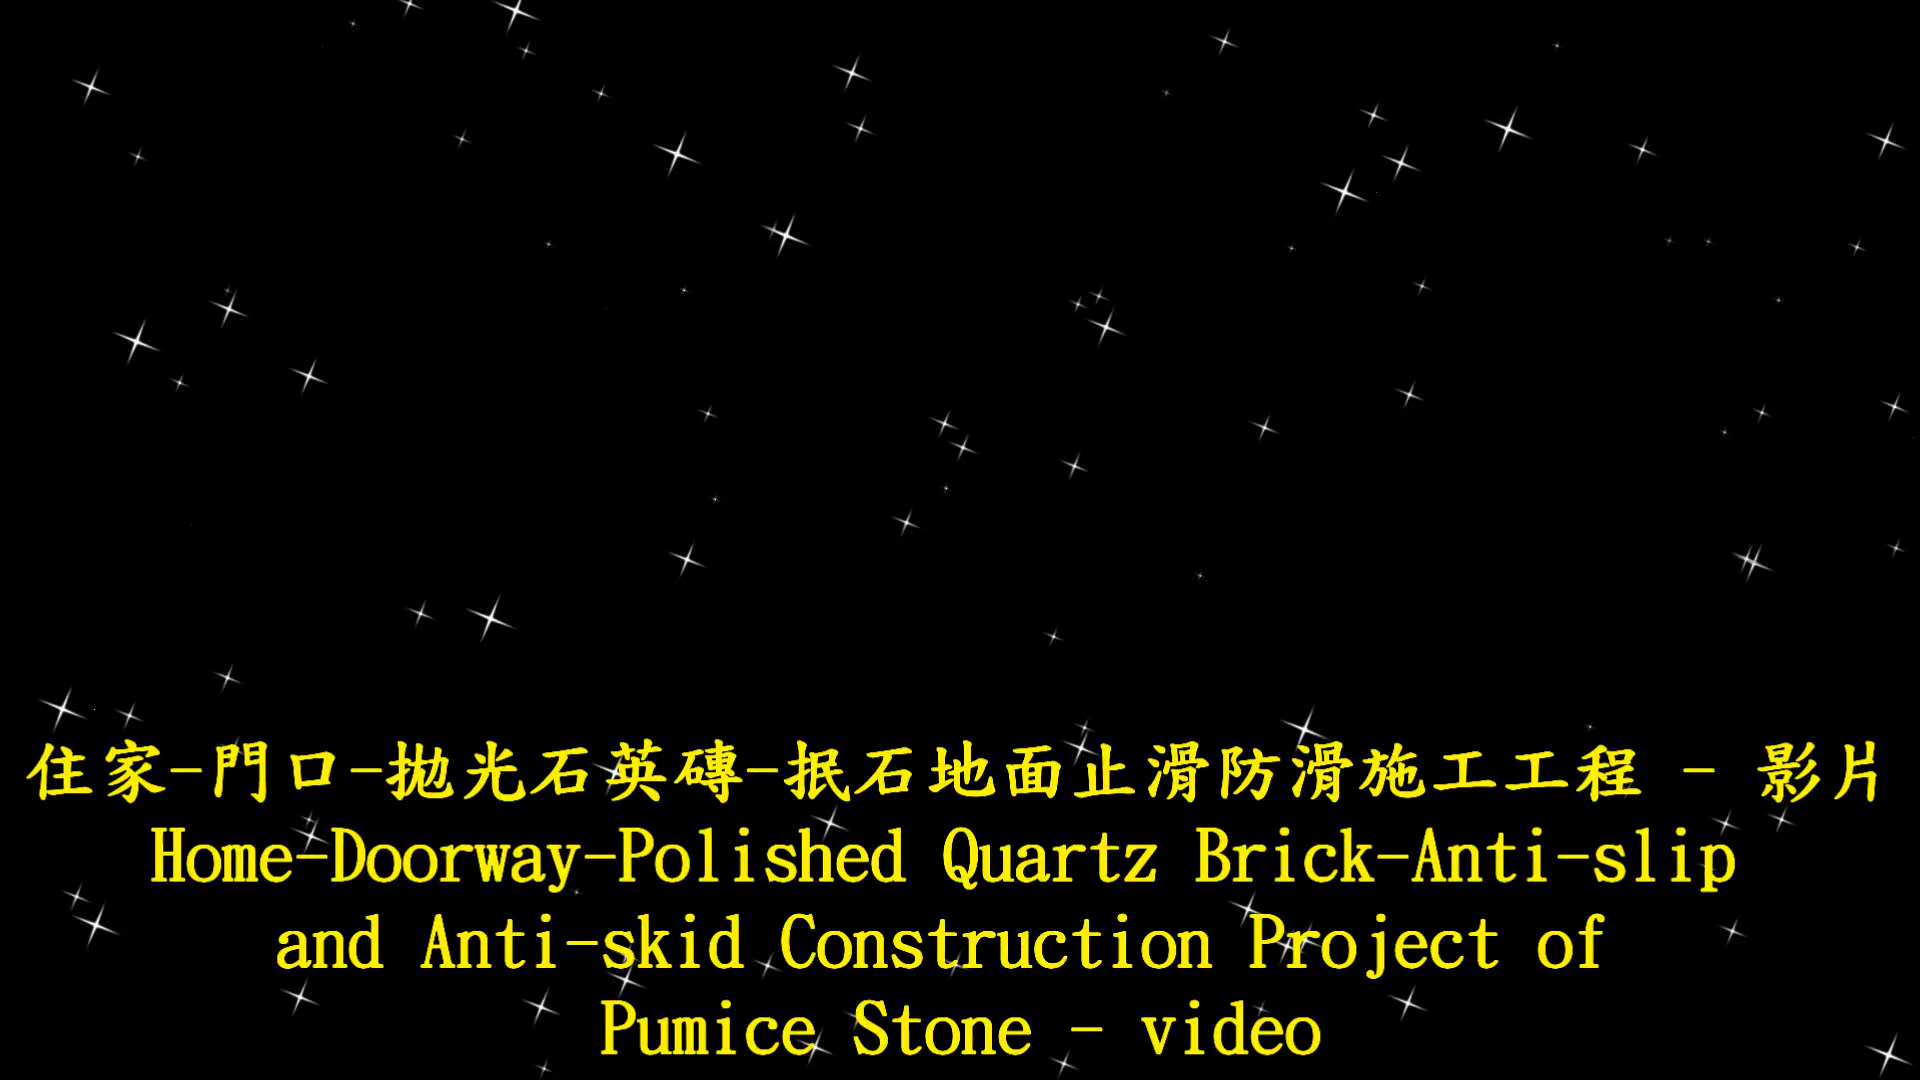 住家-門口-拋光石英磚-抿石地面止滑防滑施工工程 - 影片
Home-Doorway-Polished Quartz Brick-Anti-slip
and Anti-skid Construction Project of
Pumice Stone - video